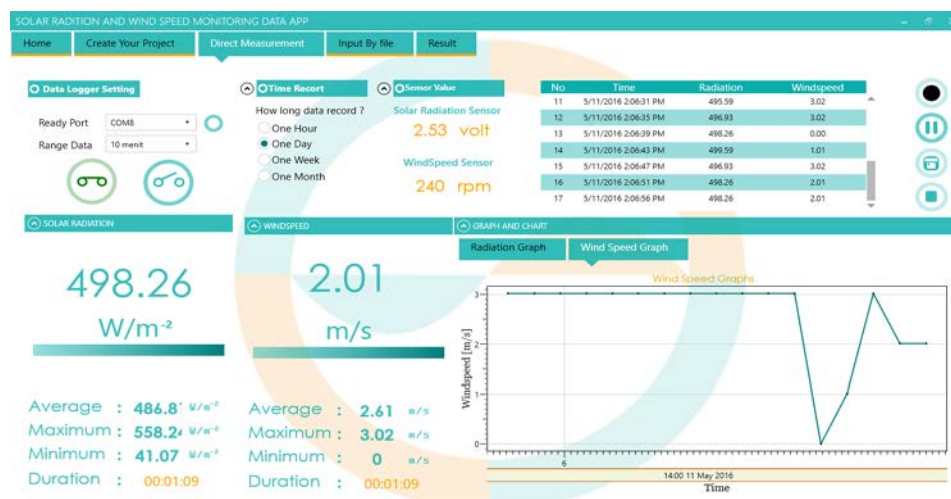 SOLAR RADITION AND WIND SPEED MONITORING DATA APP
Home Create Your Project Direct Measurement Input By file Result
Data Logger Setting
Ready Port COM8
Range Data 10 menit
Time Recort
How long data record ?
One Hour
One Day
One Week
One Month
Sensor Value
Solar Radiation Sensor
2.53 volt
WindSpeed Sensor
240 rpm
No Time Radiation Windspeed
11 5/11/2016 2:06:31 PM 495.59 3.02
12 5/11/2016 2:06:35 PM 496.93 3.02
13 5/11/2016 2:06:39 PM 498.26 0.00
14 5/11/2016 2:06:43 PM 499.59 1.01
15 5/11/2016 2:06:47 PM 496.93 3.02
16 5/11/2016 2:06:51 PM 498.26 2.01
17 5/11/2016 2:06:56 PM 498.26 2.01
SOLAR RADIATION
498.26
W/m-²
Average : 486.8 W/m-²
Maximum : 558.2 W/m-²
Minimum : 41.07 W/m-²
Duration : 00:01:09
WINDSPEED
2.01
m/s
Average : 2.61 m/s
Maximum : 3.02 m/s
Minimum : 0 m/s
Duration : 00:01:09
GRAPH AND CHART
Radiation Graph Wind Speed Graph
Wind Speed Graphs
Windspeed [m/s]
3
2
1
0
6
14:00 11 May 2016
Time